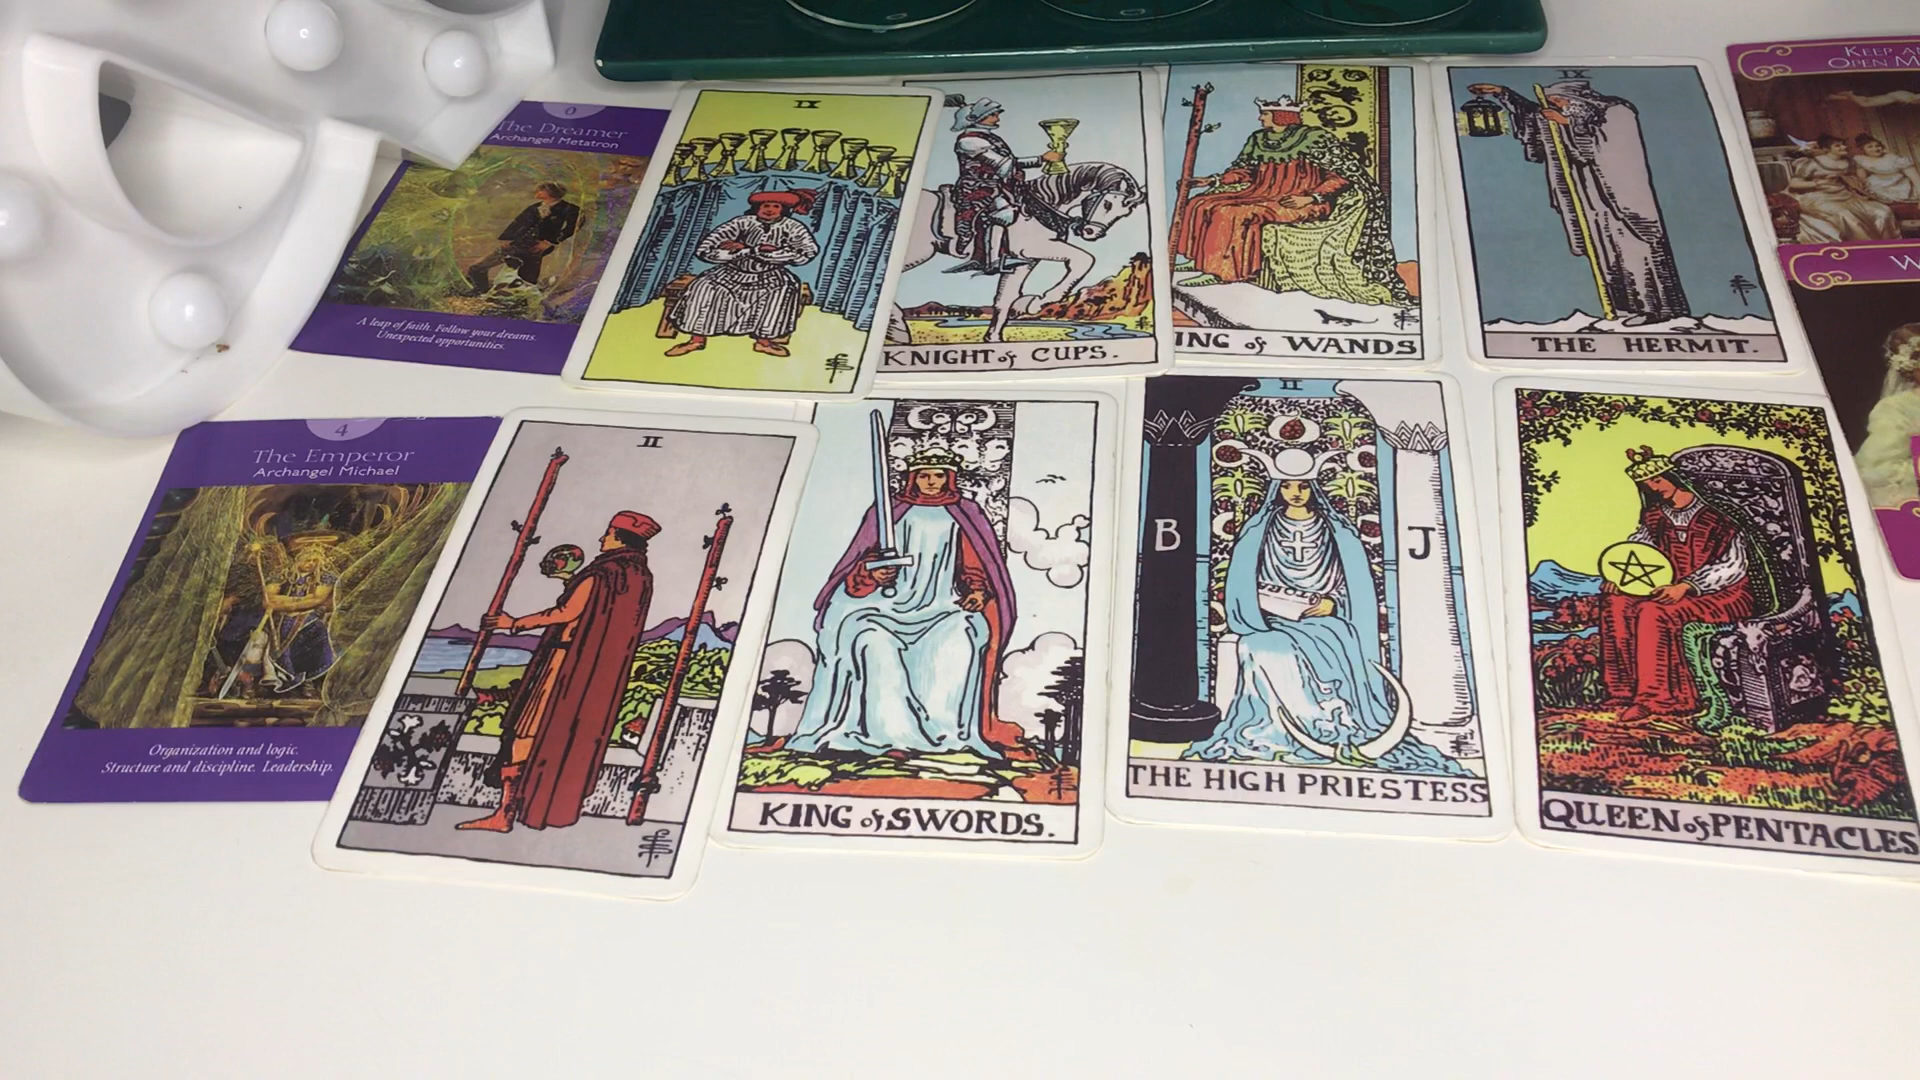 0
The Dreamer
Archangel Metatron
A leap of faith. Follow your dreams.
Unexpected opportunities.
IX
KNIGHT of CUPS.
ING of WANDS
IX
THE HERMIT.
KEEP
OPEN M
W
4
The Emperor
Archangel Michael
Organization and logic.
Structure and discipline. Leadership.
II
KING of SWORDS.
II
B
J
THE HIGH PRIESTESS
QUEEN of PENTACLES